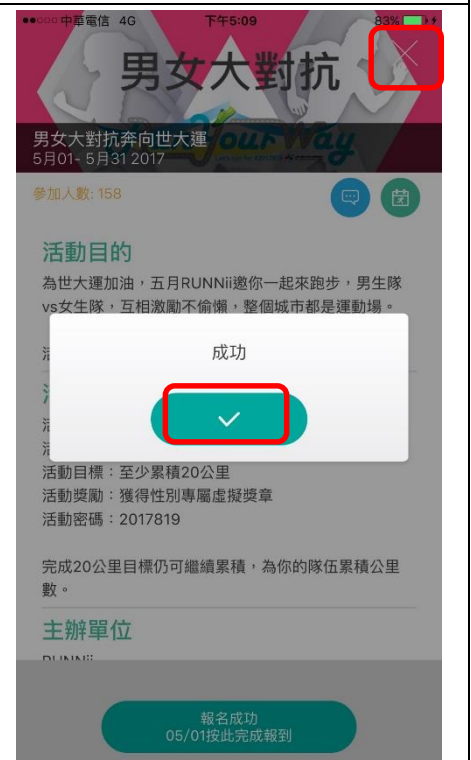 中華電信 4G 下午5:09 83%
男女大對抗
Your Way
男女大對抗奔向世大運
5月01- 5月31 2017
參加人數: 158
活動目的
為世大運加油，五月RUNNii邀你一起來跑步，男生隊
vs女生隊，互相激勵不偷懶，整個城市都是運動場。
成功
活動目標：至少累積20公里
活動獎勵：獲得性別專屬虛擬獎章
活動密碼：2017819
完成20公里目標仍可繼續累積，為你的隊伍累積公里
數。
主辦單位
RUNNii
報名成功
05/01按此完成報到